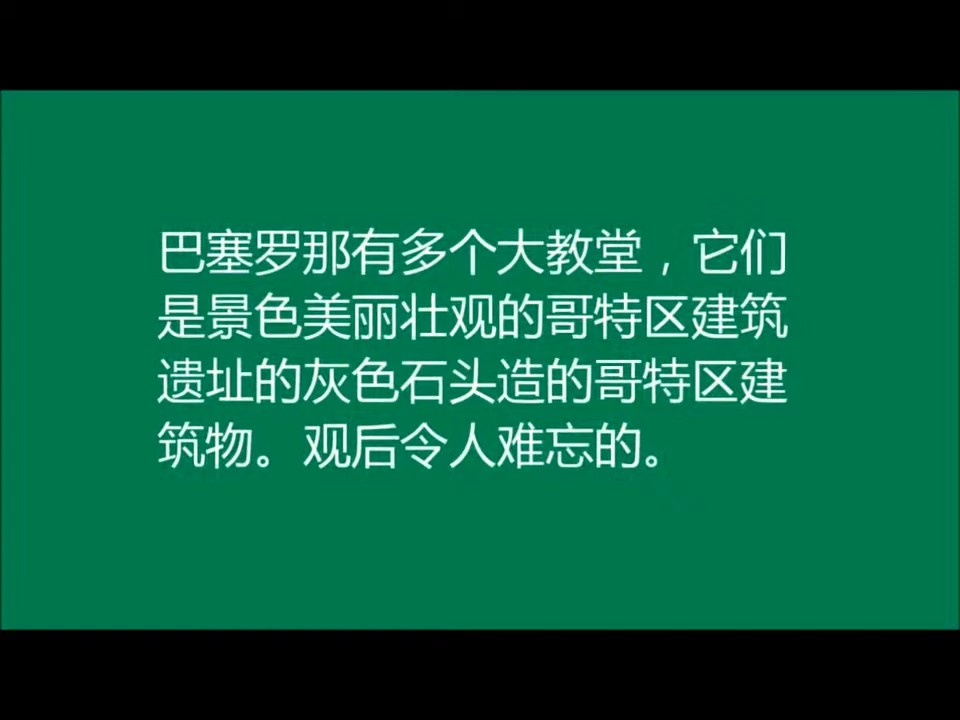 巴塞罗那有多个大教堂，它们
是景色美丽壮观的哥特区建筑
遗址的灰色石头造的哥特区建
筑物。观后令人难忘的。